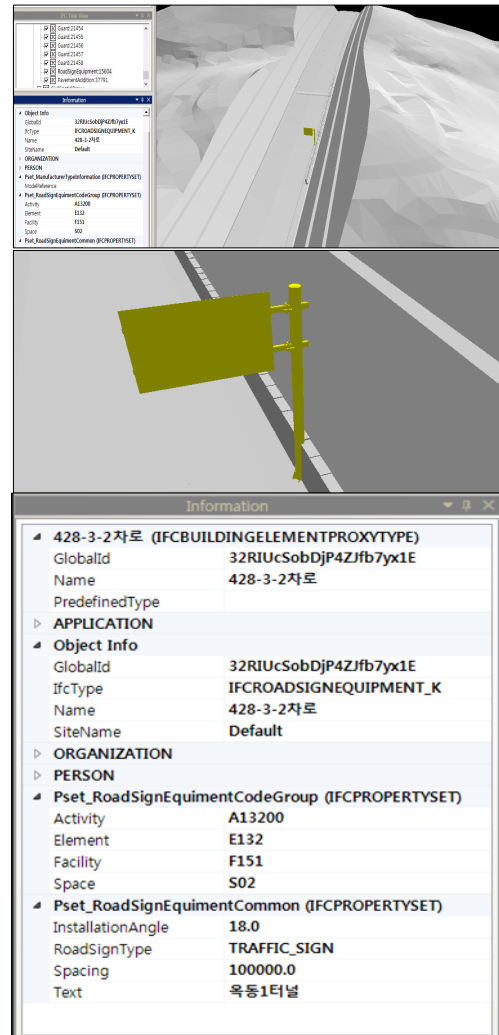 IFC Tree View
Guard:21454
Guard:21455
Guard:21456
Guard:21457
Guard:21458
RoadSignEquipment:15604
PavementAddition:37791
Information
Object Info
GlobalId 32RIUcSobDjP4ZJfb7yx1E
IfcType IFCROADSIGNEQUIPMENT_K
Name 428-3-2차로
SiteName Default
ORGANIZATION
PERSON
Pset_ManufacturerTypeInformation (IFCPROPERTYSET)
ModelReference
Pset_RoadSignEquimentCodeGroup (IFCPROPERTYSET)
Activity A13200
Element E132
Facility F151
Space S02
Pset_RoadSignEquimentCommon (IFCPROPERTYSET)
Information
428-3-2차로 (IFCBUILDINGELEMENTPROXYTYPE)
GlobalId 32RIUcSobDjP4ZJfb7yx1E
Name 428-3-2차로
PredefinedType
APPLICATION
Object Info
GlobalId 32RIUcSobDjP4ZJfb7yx1E
IfcType IFCROADSIGNEQUIPMENT_K
Name 428-3-2차로
SiteName Default
ORGANIZATION
PERSON
Pset_RoadSignEquimentCodeGroup (IFCPROPERTYSET)
Activity A13200
Element E132
Facility F151
Space S02
Pset_RoadSignEquimentCommon (IFCPROPERTYSET)
InstallationAngle 18.0
RoadSignType TRAFFIC_SIGN
Spacing 100000.0
Text 옥동1터널